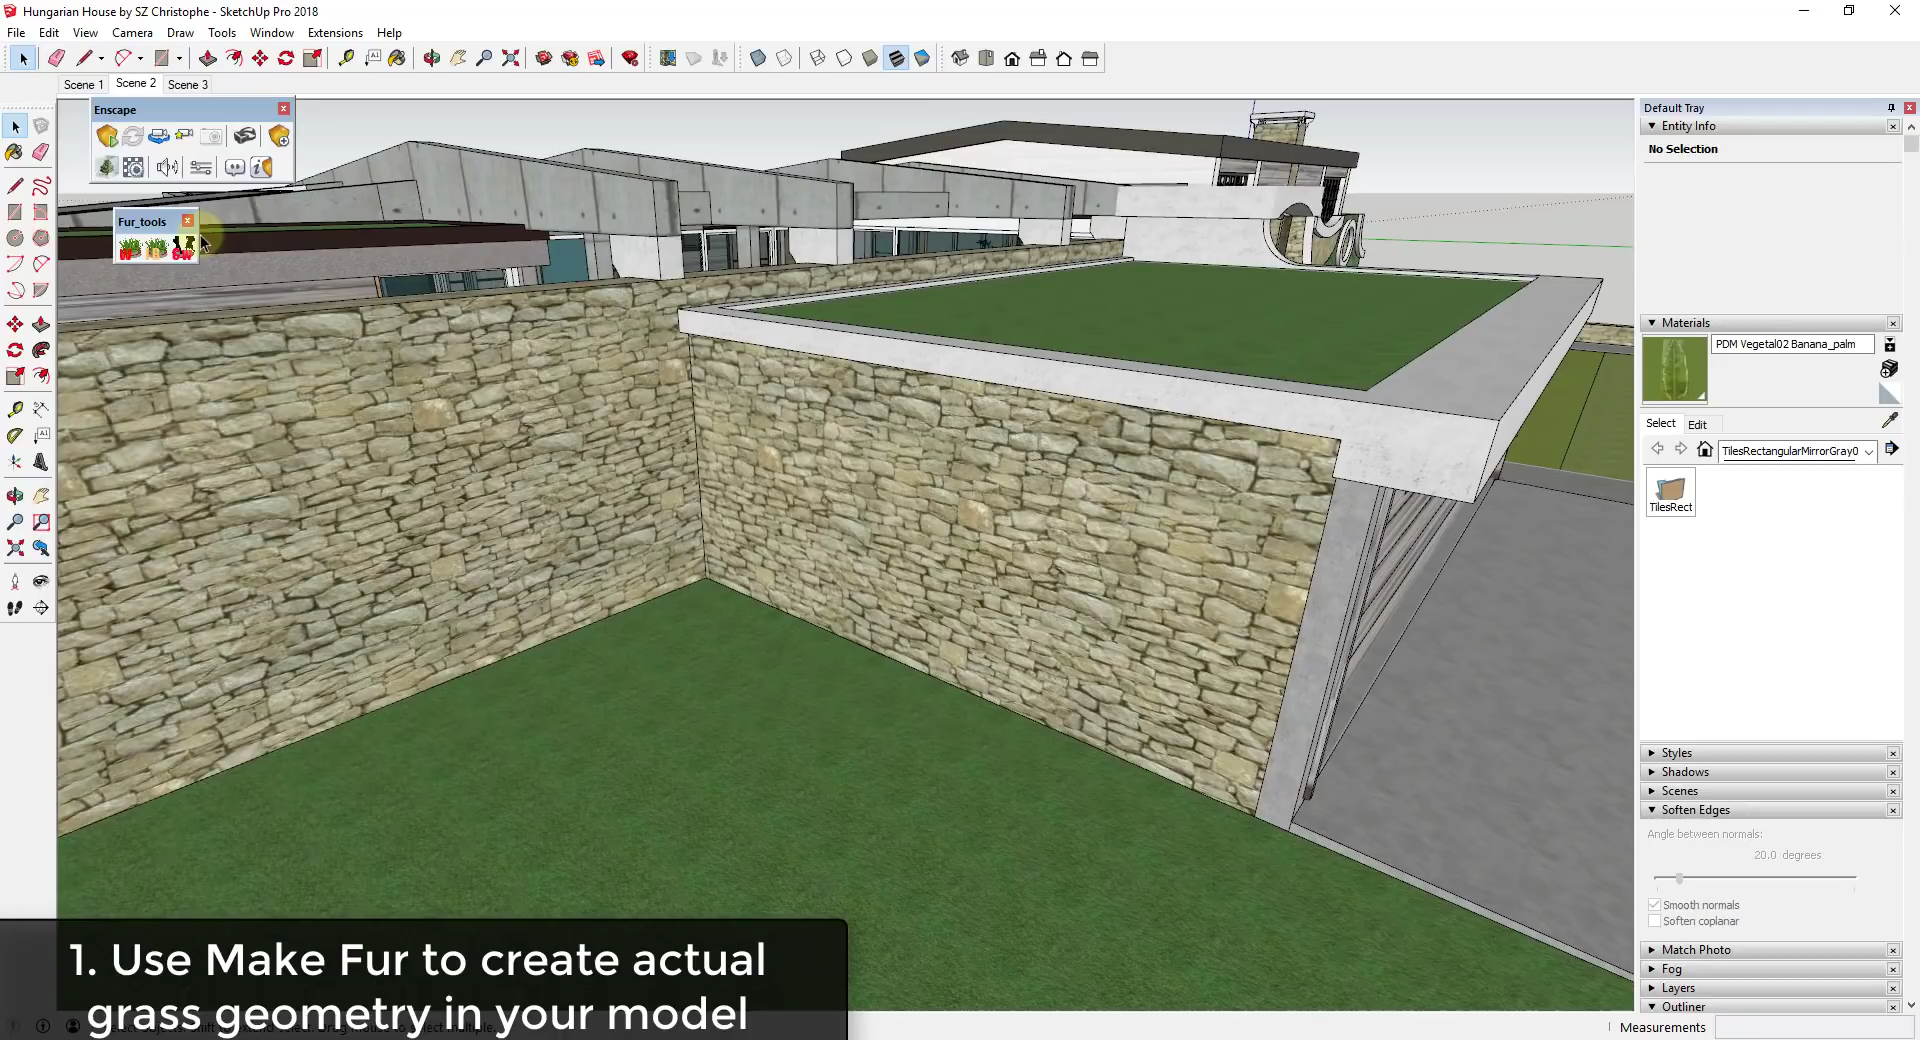 Hungarian House by SZ Christophe - SketchUp Pro 2018
File Edit View Camera Draw Tools Window Extensions Help
Scene 1 Scene 2 Scene 3
Enscape
Fur_tools
Default Tray
Entity Info
No Selection
Materials
PDM Vegetal02 Banana_palm
Select Edit
TilesRectangularMirrorGray0
TilesRect
Styles
Shadows
Scenes
Soften Edges
Angle between normals:
20.0 degrees
Smooth normals
Soften coplanar
Match Photo
Fog
Layers
Outliner
1. Use Make Fur to create actual
grass geometry in your model
Measurements